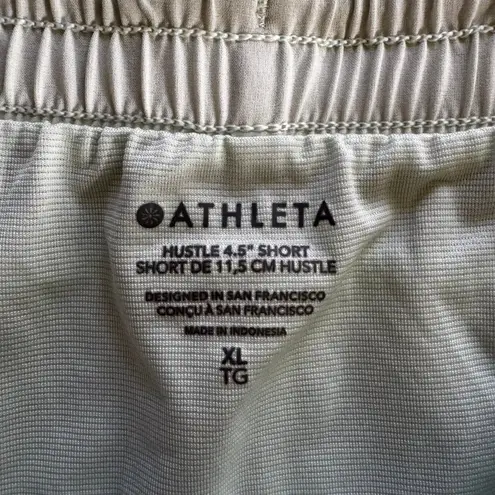 ATHLETA
HUSTLE 4.5" SHORT
SHORT DE 11,5 CM HUSTLE
DESIGNED IN SAN FRANCISCO
CONÇU À SAN FRANCISCO
MADE IN INDONESIA
XL
TG